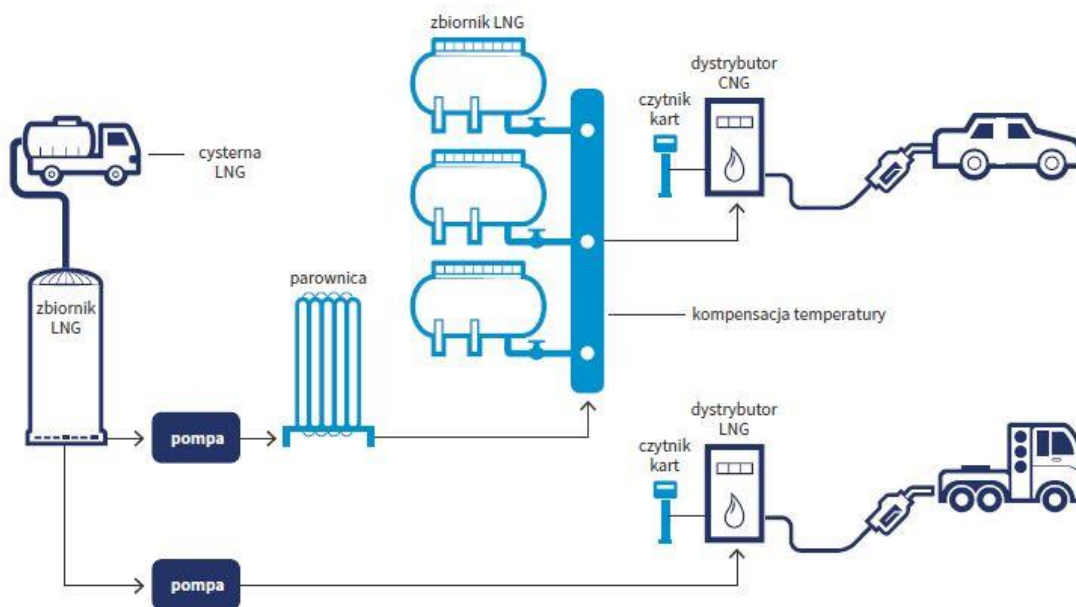 zbiornik LNG
dystrybutor
CNG
czytnik
kart
cysterna
LNG
parownica
zbiornik
LNG
kompensacja temperatury
dystrybutor
LNG
pompa
czytnik
kart
pompa